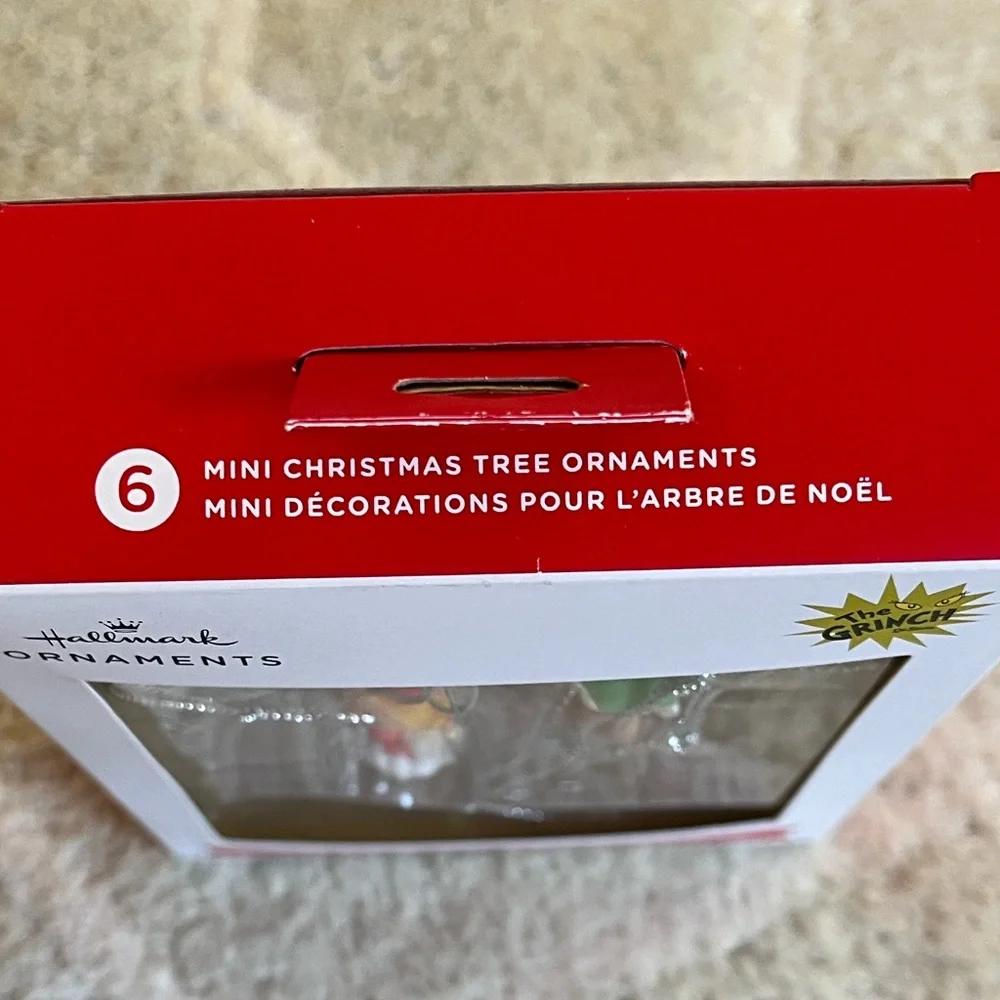 6
MINI CHRISTMAS TREE ORNAMENTS
MINI DÉCORATIONS POUR L'ARBRE DE NOËL
Hallmark
ORNAMENTS
The
GRINCH